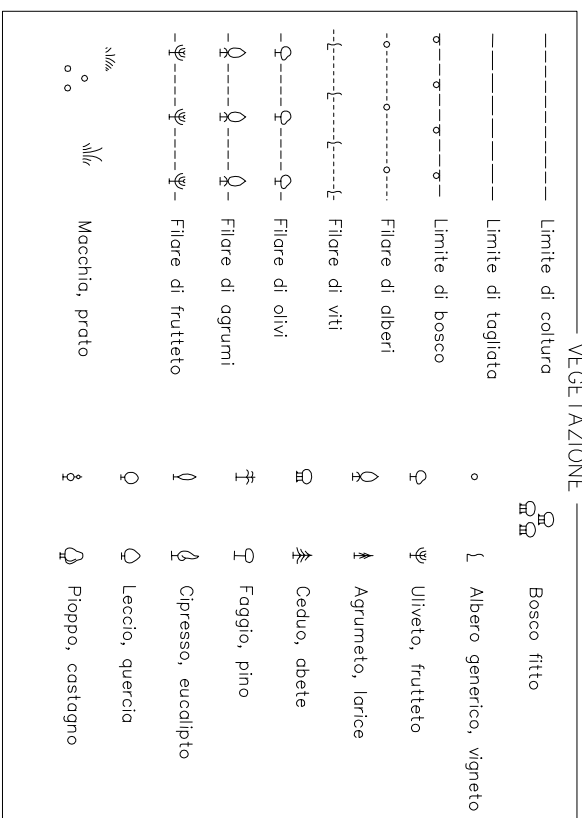 VEGETAZIONE
Limite di coltura
Limite di tagliata
Limite di bosco
Filare di alberi
Filare di viti
Filare di olivi
Filare di agrumi
Filare di frutteto
Macchia, prato
Bosco fitto
Albero generico, vigneto
Uliveto, frutteto
Agrumeto, larice
Ceduo, abete
Faggio, pino
Cipresso, eucalipto
Leccio, quercia
Pioppo, castagno